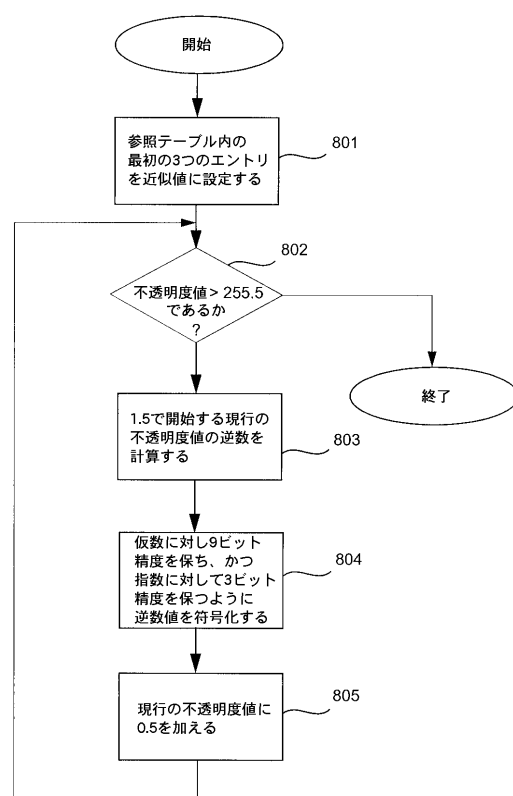 開始
参照テーブル内の
最初の3つのエントリ
を近似値に設定する
801
802
不透明度値> 255.5
であるか
?
終了
1.5で開始する現行の
不透明度値の逆数を
計算する
803
仮数に対し9ビット
精度を保ち、かつ
指数に対して3ビット
精度を保つように
逆数値を符号化する
804
現行の不透明度値に
0.5を加える
805